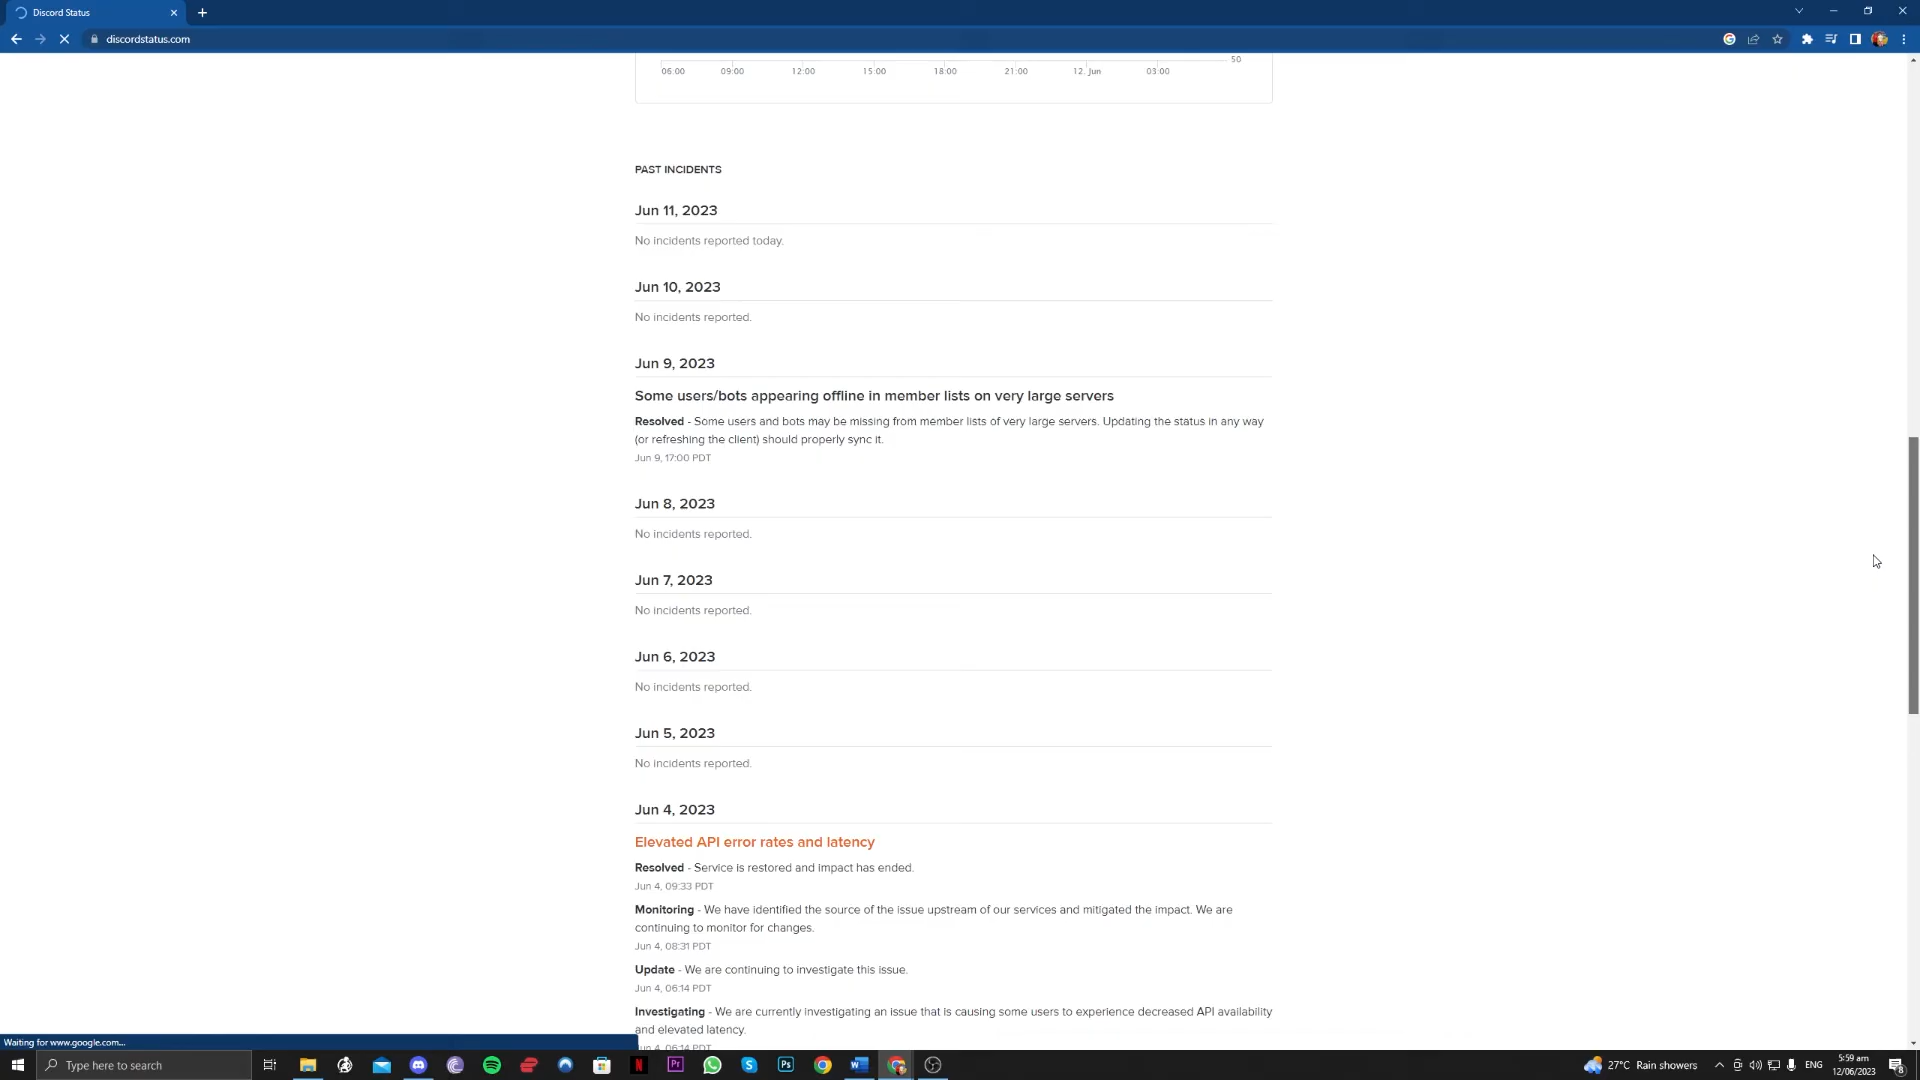 Discord Status
discordstatus.com
50
06:00 09:00 12:00 15:00 18:00 21:00 12. Jun 03:00
PAST INCIDENTS
Jun 11, 2023
No incidents reported today.
Jun 10, 2023
No incidents reported.
Jun 9, 2023
Some users/bots appearing offline in member lists on very large servers
Resolved - Some users and bots may be missing from member lists of very large servers. Updating the status in any way
(or refreshing the client) should properly sync it.
Jun 9, 17:00 PDT
Jun 8, 2023
No incidents reported.
Jun 7, 2023
No incidents reported.
Jun 6, 2023
No incidents reported.
Jun 5, 2023
No incidents reported.
Jun 4, 2023
Elevated API error rates and latency
Resolved - Service is restored and impact has ended.
Jun 4, 09:33 PDT
Monitoring - We have identified the source of the issue upstream of our services and mitigated the impact. We are
continuing to monitor for changes.
Jun 4, 08:31 PDT
Update - We are continuing to investigate this issue.
Jun 4, 06:14 PDT
Investigating - We are currently investigating an issue that is causing some users to experience decreased API availability
and elevated latency.
Jun 4, 06:14 PDT
Waiting for www.google.com...
Type here to search
Pr
Ps
27°C Rain showers
ENG
5:59 am
12/06/2023